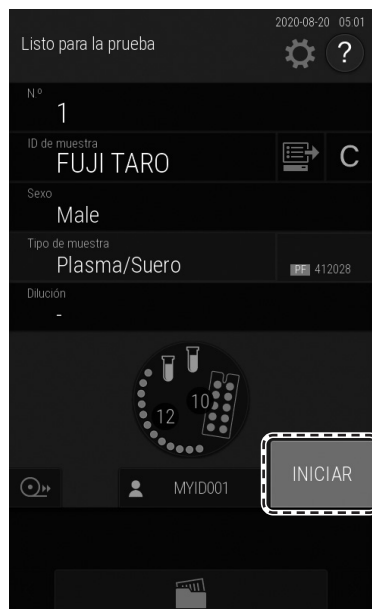 2020-08-20 05:01
Listo para la prueba
?
Nº
1
ID de muestra
FUJI TARO
C
Sexo
Male
Tipo de muestra
Plasma/Suero
PF 412028
Dilución
-
12
10
INICIAR
MYID001